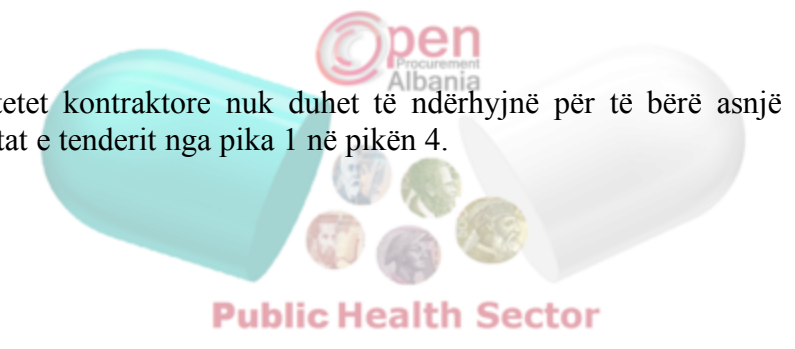 Open
Procurement
Albania
tetet kontraktore nuk duhet të ndërhyjnë për të bërë asnjë
tat e tenderit nga pika 1 në pikën 4.
Public Health Sector